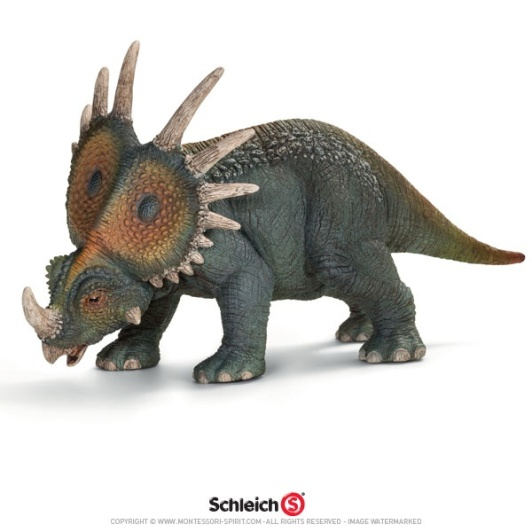 Schleich S
COPYRIGHT © WWW.MONTESSORI-SPIRIT.COM - ALL RIGHTS RESERVED - IMAGE WATERMARKED